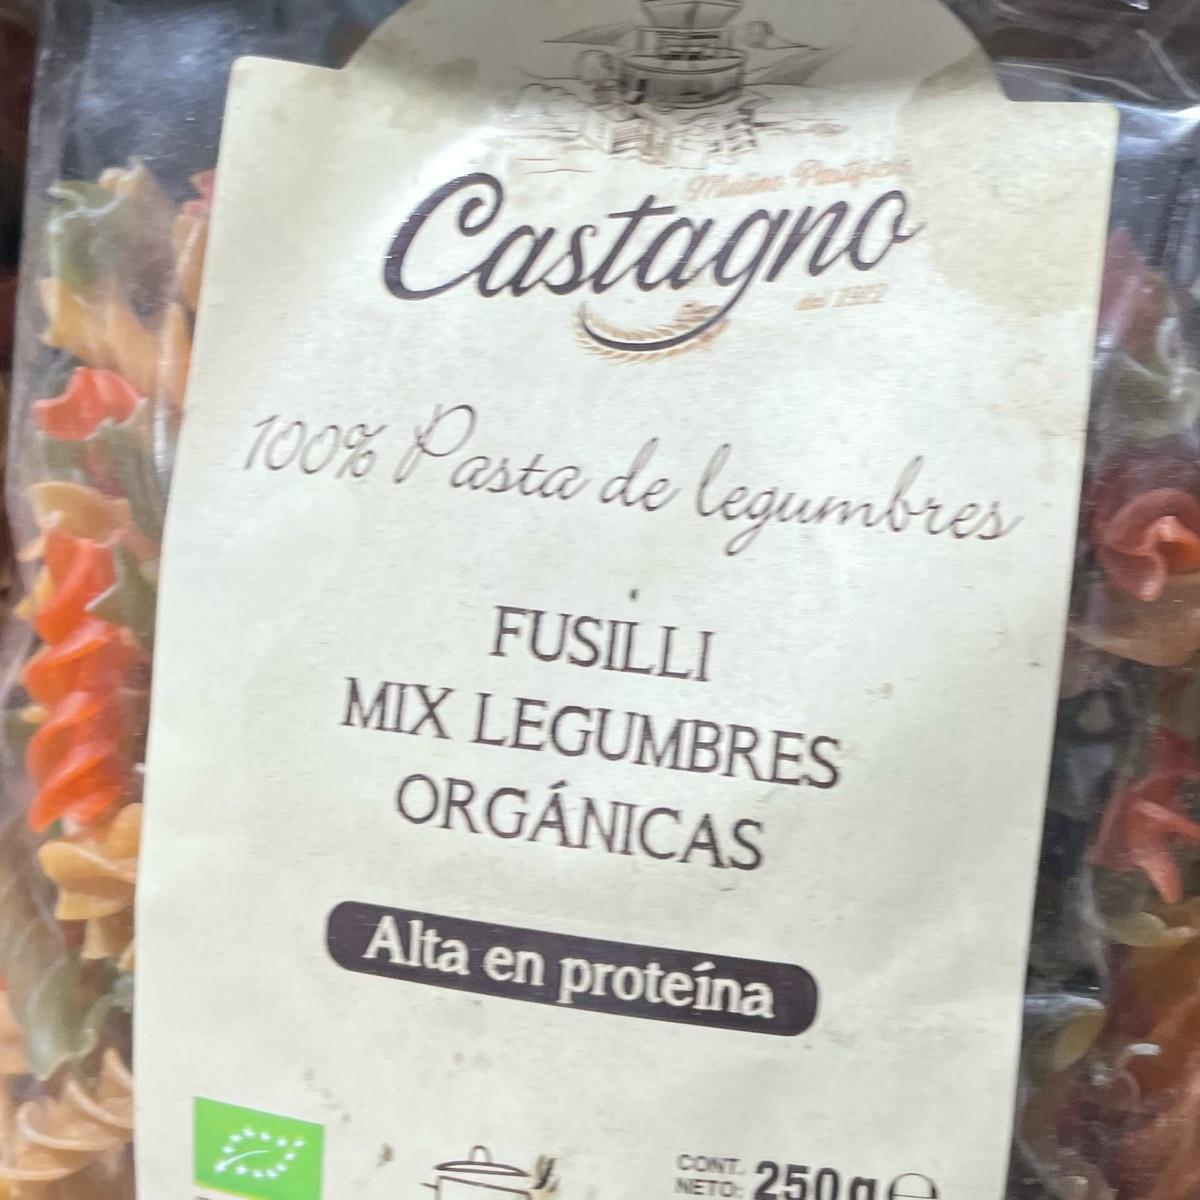 Castagno
100% Pasta de legumbres
FUSILLI
MIX LEGUMBRES
ORGÁNICAS
Alta en proteína
CONT.
NETO: 250g e